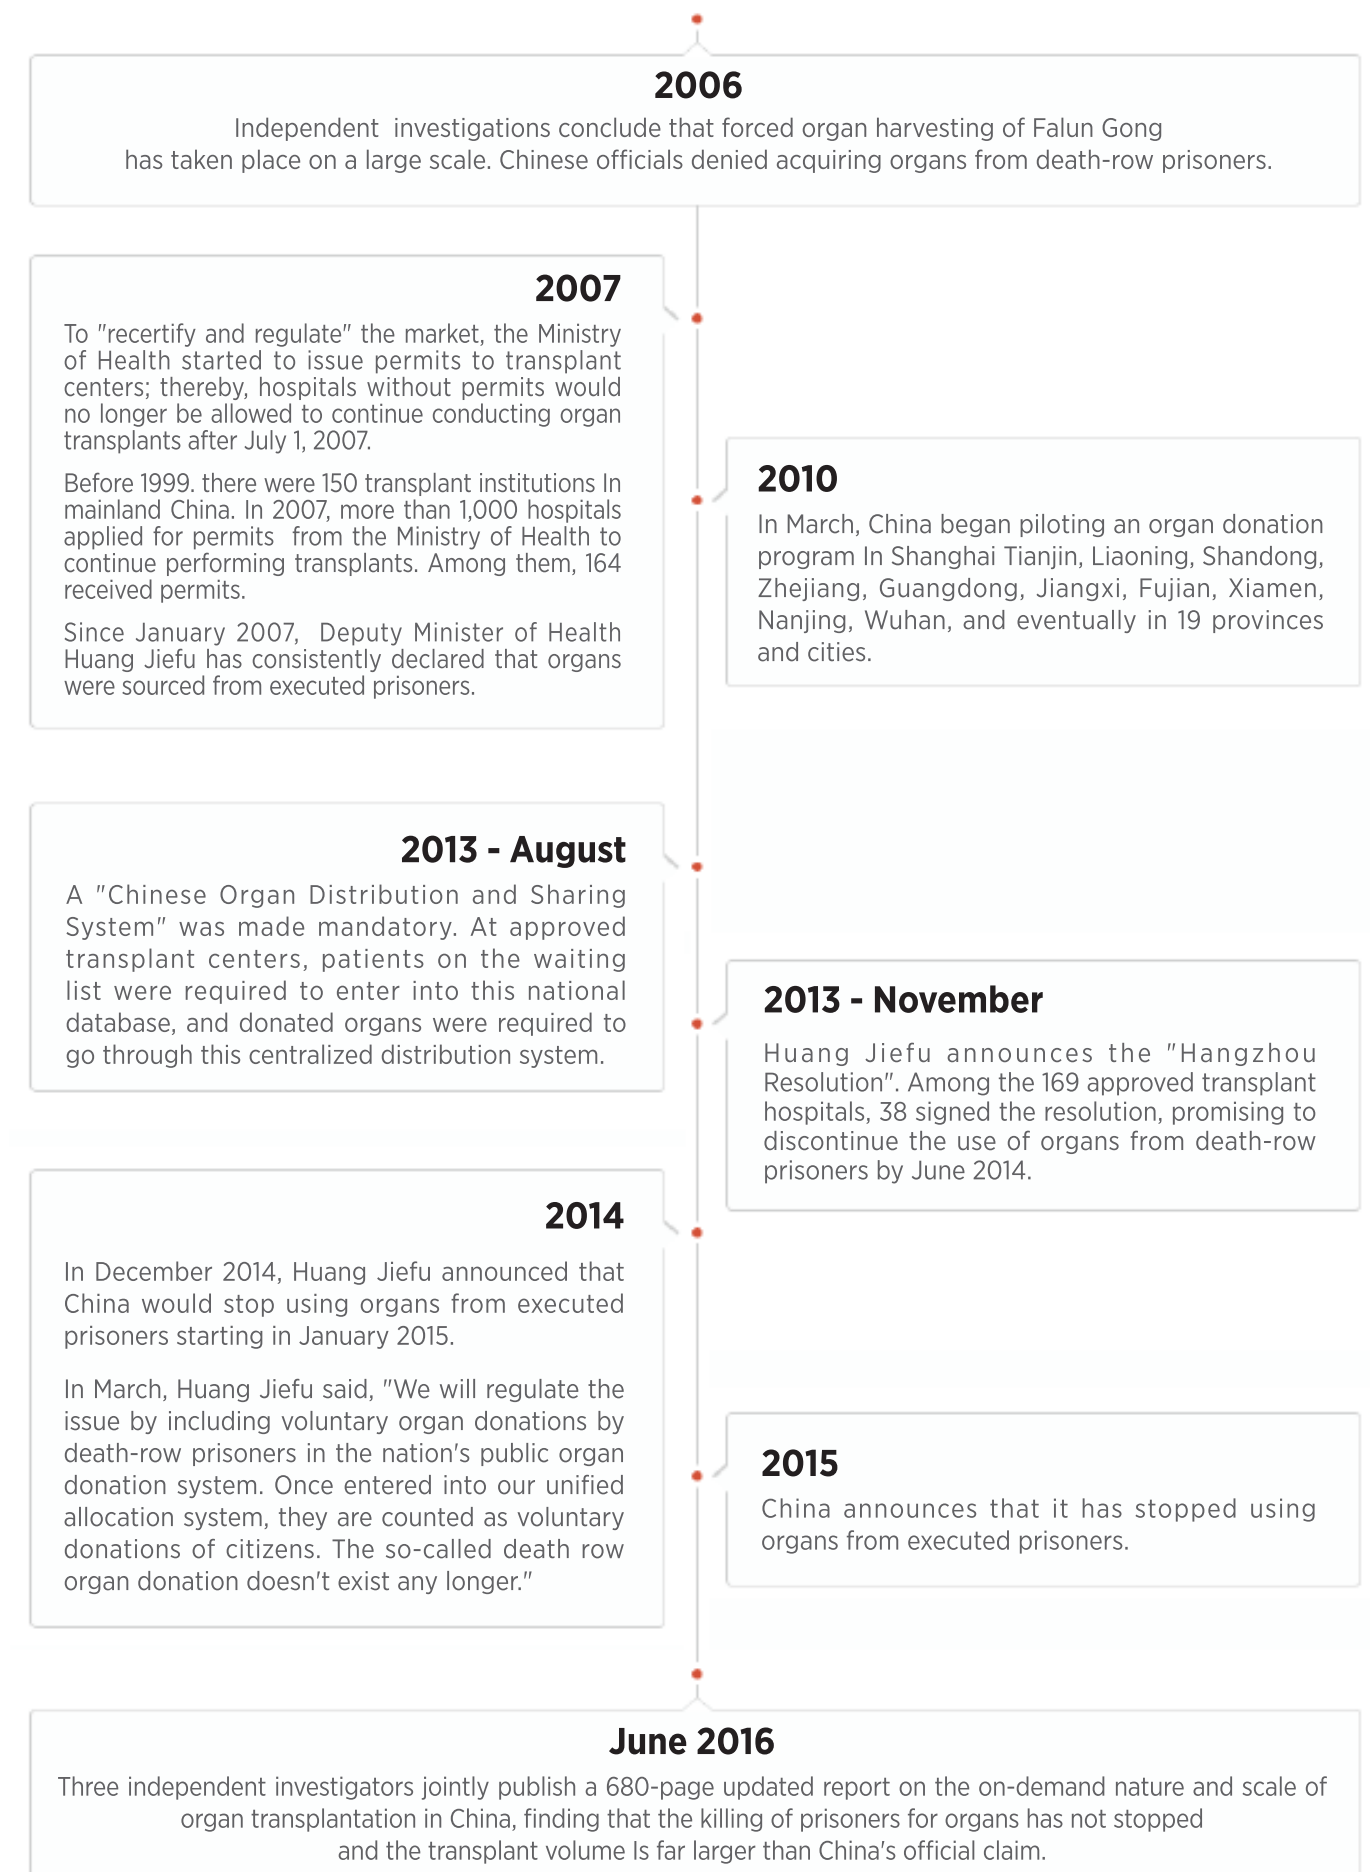 2006
Independent investigations conclude that forced organ harvesting of Falun Gong
has taken place on a large scale. Chinese officials denied acquiring organs from death-row prisoners.
2007
To "recertify and regulate" the market, the Ministry
of Health started to issue permits to transplant
centers; thereby, hospitals without permits would
no longer be allowed to continue conducting organ
transplants after July 1, 2007.
Before 1999. there were 150 transplant institutions In
mainland China. In 2007, more than 1,000 hospitals
applied for permits from the Ministry of Health to
continue performing transplants. Among them, 164
received permits.
Since January 2007, Deputy Minister of Health
Huang Jiefu has consistently declared that organs
were sourced from executed prisoners.
2010
In March, China began piloting an organ donation
program In Shanghai Tianjin, Liaoning, Shandong,
Zhejiang, Guangdong, Jiangxi, Fujian, Xiamen,
Nanjing, Wuhan, and eventually in 19 provinces
and cities.
2013 - August
A "Chinese Organ Distribution and Sharing
System" was made mandatory. At approved
transplant centers, patients on the waiting
list were required to enter into this national
database, and donated organs were required to
go through this centralized distribution system.
2013 - November
Huang Jiefu announces the "Hangzhou
Resolution". Among the 169 approved transplant
hospitals, 38 signed the resolution, promising to
discontinue the use of organs from death-row
prisoners by June 2014.
2014
In December 2014, Huang Jiefu announced that
China would stop using organs from executed
prisoners starting in January 2015.
In March, Huang Jiefu said, "We will regulate the
issue by including voluntary organ donations by
death-row prisoners in the nation's public organ
donation system. Once entered into our unified
allocation system, they are counted as voluntary
donations of citizens. The so-called death row
organ donation doesn't exist any longer."
2015
China announces that it has stopped using
organs from executed prisoners.
June 2016
Three independent investigators jointly publish a 680-page updated report on the on-demand nature and scale of
organ transplantation in China, finding that the killing of prisoners for organs has not stopped
and the transplant volume Is far larger than China's official claim.